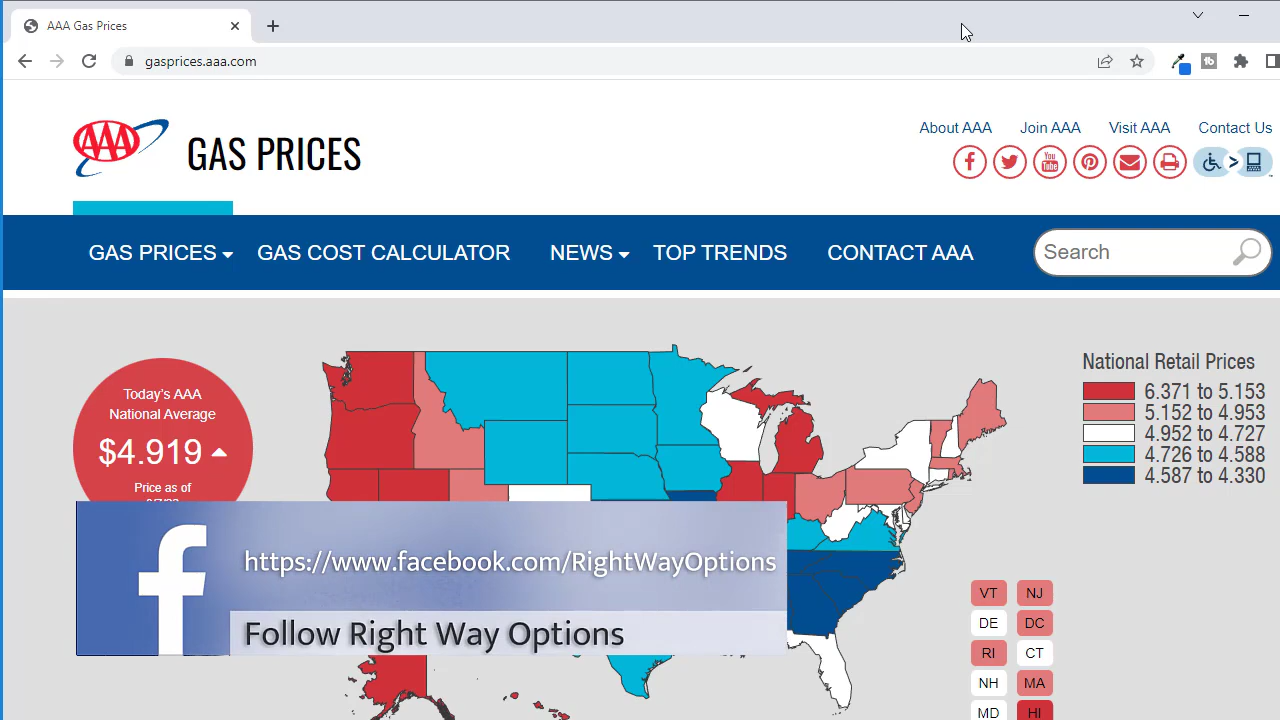 AAA Gas Prices
gasprices.aaa.com
AAA GAS PRICES
About AAA Join AAA Visit AAA Contact Us
You Tube
GAS PRICES GAS COST CALCULATOR NEWS TOP TRENDS CONTACT AAA Search
National Retail Prices
6.371 to 5.153
5.152 to 4.953
4.952 to 4.727
4.726 to 4.588
4.587 to 4.330
Today's AAA
National Average
$4.919
Price as of
https://www.facebook.com/RightWayOptions
Follow Right Way Options
VT NJ
DE DC
RI CT
NH MA
MD HI